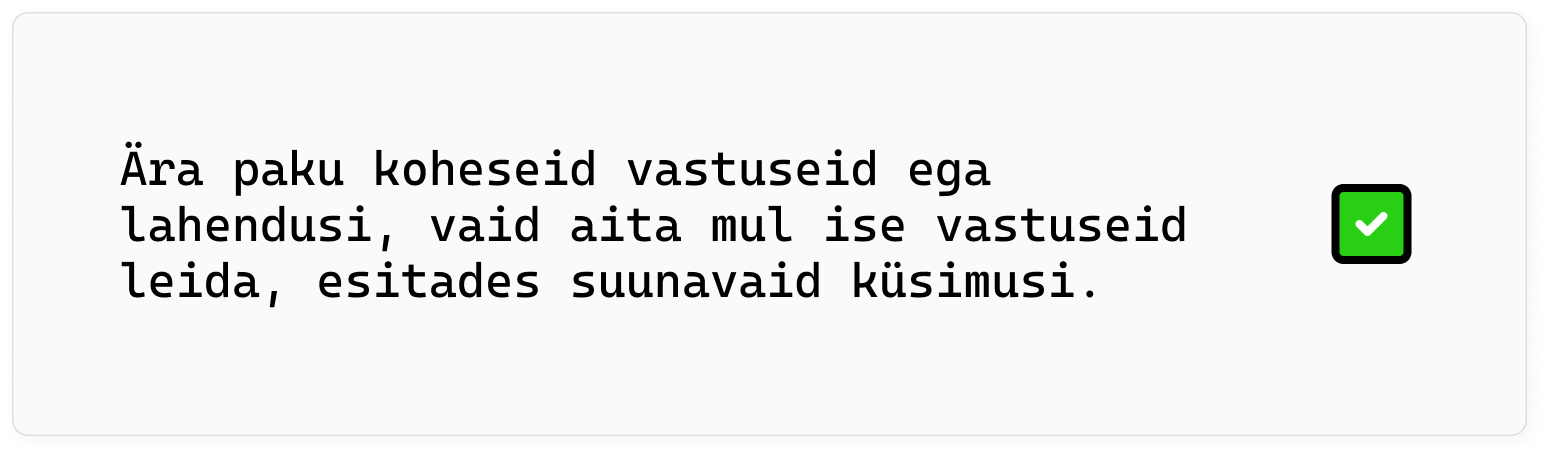 Ära paku koheseid vastuseid ega
lahendusi, vaid aita mul ise vastuseid
leida, esitades suunavaid küsimusi.